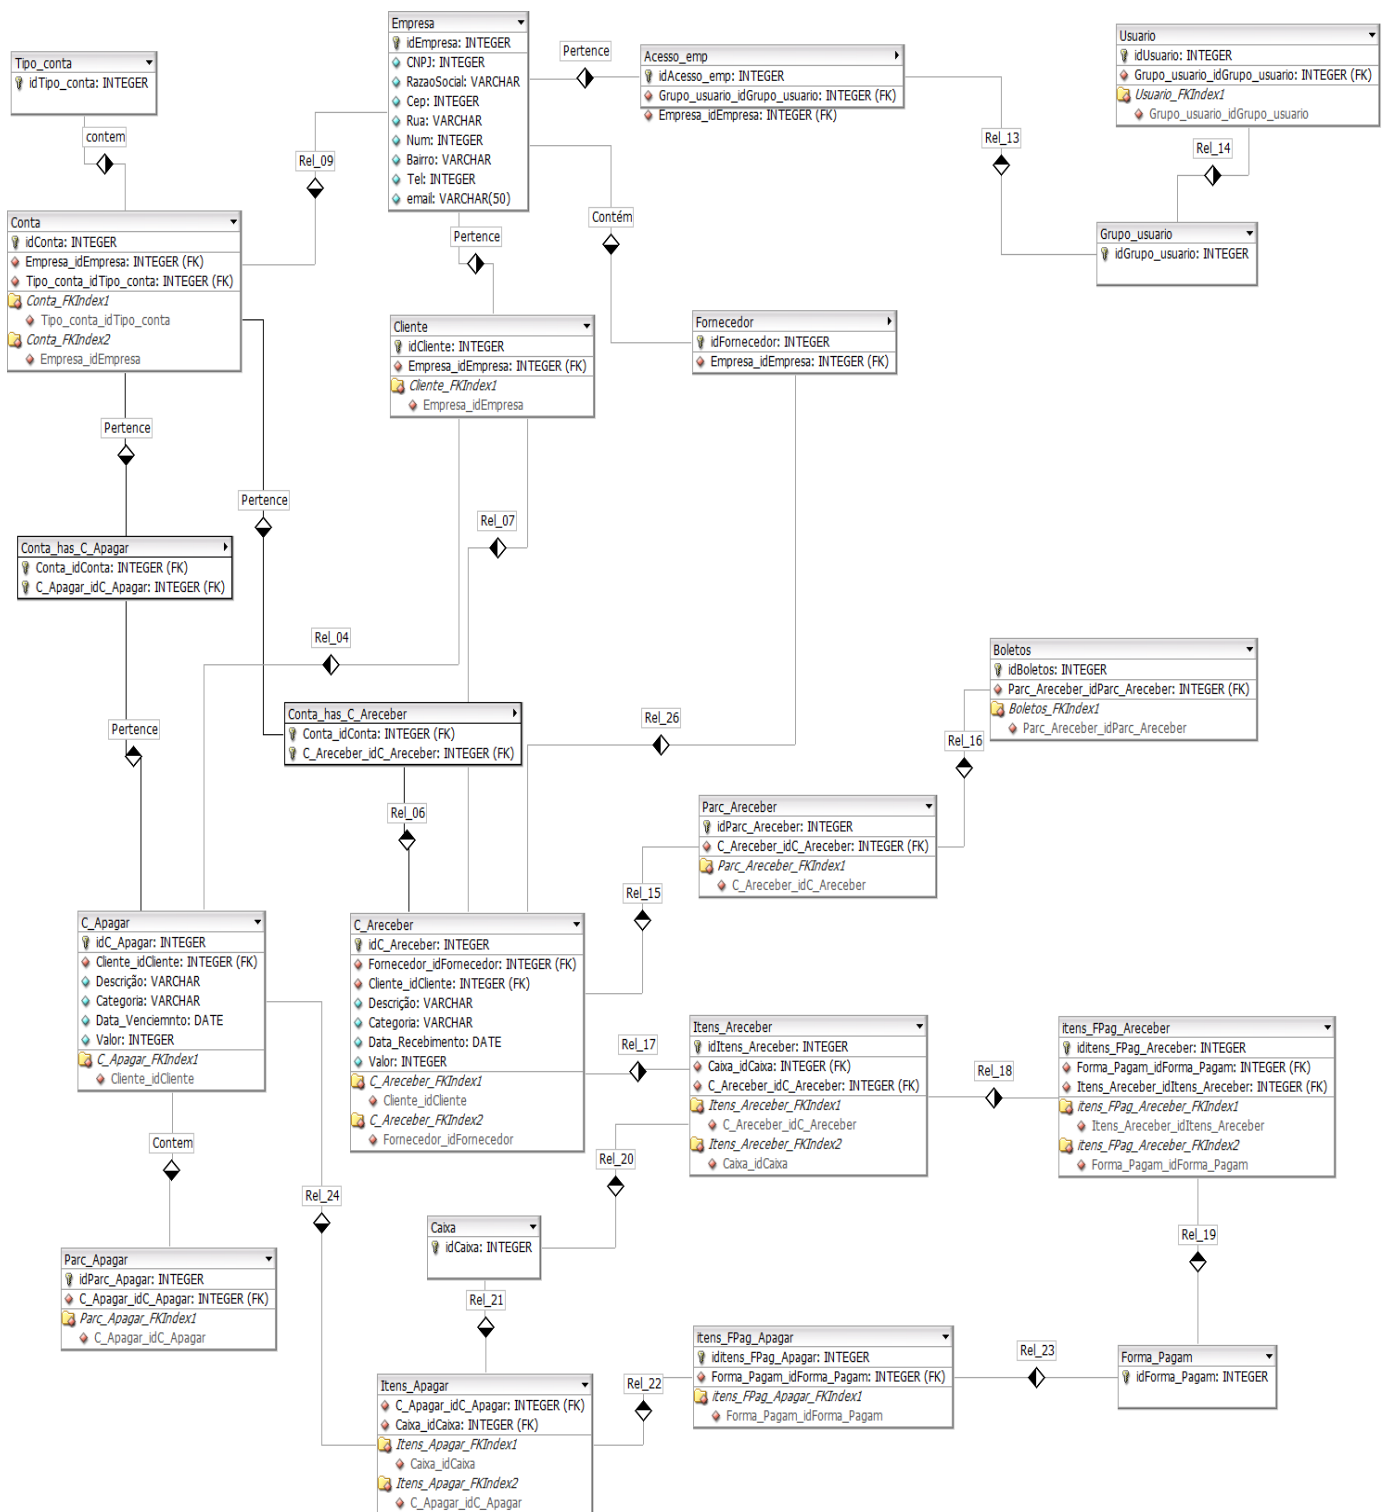 Empresa
idEmpresa: INTEGER
CNPJ: INTEGER
RazaoSocial: VARCHAR
Cep: INTEGER
Rua: VARCHAR
Num: INTEGER
Bairro: VARCHAR
Tel: INTEGER
email: VARCHAR(50)
Pertence
Acesso_emp
idAcesso_emp: INTEGER
Grupo_usuario_idGrupo_usuario: INTEGER (FK)
Empresa_idEmpresa: INTEGER (FK)
Usuario
idUsuario: INTEGER
Grupo_usuario_idGrupo_usuario: INTEGER (FK)
Usuario_FKIndex1
Grupo_usuario_idGrupo_usuario
Tipo_conta
idTipo_conta: INTEGER
contem
Rel_09
Rel_13
Rel_14
Conta
idConta: INTEGER
Empresa_idEmpresa: INTEGER (FK)
Tipo_conta_idTipo_conta: INTEGER (FK)
Conta_FKIndex1
Tipo_conta_idTipo_conta
Conta_FKIndex2
Empresa_idEmpresa
Pertence
Contém
Grupo_usuario
idGrupo_usuario: INTEGER
Cliente
idCliente: INTEGER
Empresa_idEmpresa: INTEGER (FK)
Cliente_FKIndex1
Empresa_idEmpresa
Fornecedor
idFornecedor: INTEGER
Empresa_idEmpresa: INTEGER (FK)
Pertence
Pertence
Rel_07
Conta_has_C_Apagar
Conta_idConta: INTEGER (FK)
C_Apagar_idC_Apagar: INTEGER (FK)
Rel_04
Boletos
idBoletos: INTEGER
Parc_Areceber_idParc_Areceber: INTEGER (FK)
Boletos_FKIndex1
Parc_Areceber_idParc_Areceber
Pertence
Conta_has_C_Areceber
Conta_idConta: INTEGER (FK)
C_Areceber_idC_Areceber: INTEGER (FK)
Rel_26
Rel_16
Rel_06
Parc_Areceber
idParc_Areceber: INTEGER
C_Areceber_idC_Areceber: INTEGER (FK)
Parc_Areceber_FKIndex1
C_Areceber_idC_Areceber
Rel_15
C_Apagar
idC_Apagar: INTEGER
Cliente_idCliente: INTEGER (FK)
Descrição: VARCHAR
Categoria: VARCHAR
Data_Venciemnto: DATE
Valor: INTEGER
C_Apagar_FKIndex1
Cliente_idCliente
C_Areceber
idC_Areceber: INTEGER
Fornecedor_idFornecedor: INTEGER (FK)
Cliente_idCliente: INTEGER (FK)
Descrição: VARCHAR
Categoria: VARCHAR
Data_Recebimento: DATE
Valor: INTEGER
C_Areceber_FKIndex1
Cliente_idCliente
C_Areceber_FKIndex2
Fornecedor_idFornecedor
Rel_17
Itens_Areceber
idItens_Areceber: INTEGER
Caixa_idCaixa: INTEGER (FK)
C_Areceber_idC_Areceber: INTEGER (FK)
Itens_Areceber_FKIndex1
C_Areceber_idC_Areceber
Itens_Areceber_FKIndex2
Caixa_idCaixa
Rel_18
itens_FPag_Areceber
iditens_FPag_Areceber: INTEGER
Forma_Pagam_idForma_Pagam: INTEGER (FK)
Itens_Areceber_idItens_Areceber: INTEGER (FK)
itens_FPag_Areceber_FKIndex1
Itens_Areceber_idItens_Areceber
itens_FPag_Areceber_FKIndex2
Forma_Pagam_idForma_Pagam
Contem
Rel_20
Rel_24
Rel_19
Caixa
idCaixa: INTEGER
Parc_Apagar
idParc_Apagar: INTEGER
C_Apagar_idC_Apagar: INTEGER (FK)
Parc_Apagar_FKIndex1
C_Apagar_idC_Apagar
Rel_21
itens_FPag_Apagar
iditens_FPag_Apagar: INTEGER
Forma_Pagam_idForma_Pagam: INTEGER (FK)
itens_FPag_Apagar_FKIndex1
Forma_Pagam_idForma_Pagam
Rel_23
Forma_Pagam
idForma_Pagam: INTEGER
Rel_22
Itens_Apagar
C_Apagar_idC_Apagar: INTEGER (FK)
Caixa_idCaixa: INTEGER (FK)
Itens_Apagar_FKIndex1
Caixa_idCaixa
Itens_Apagar_FKIndex2
C_Apagar_idC_Apagar